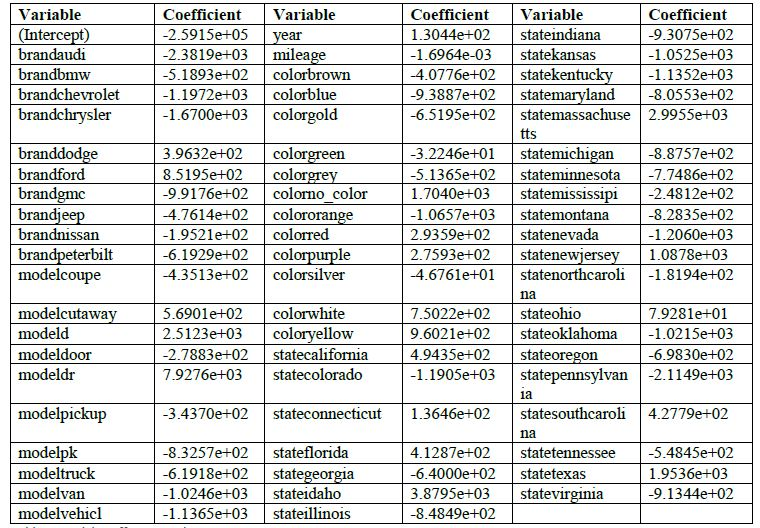 Variable Coefficient Variable Coefficient Variable Coefficient
(Intercept) -2.5915e+05 year 1.3044e+02 stateindiana -9.3075e+02
brandaudi -2.3819e+03 mileage -1.6964e-03 statekansas -1.0525e+03
brandbmw -5.1893e+02 colorbrown -4.0776e+02 statekentucky -1.1352e+03
brandchevrolet -1.1972e+03 colorblue -9.3887e+02 statemaryland -8.0553e+02
brandchrysler -1.6700e+03 colorgold -6.5195e+02 statemassachuse 2.9955e+03
tts
branddodge 3.9632e+02 colorgreen -3.2246e+01 statemichigan -8.8757e+02
brandford 8.5195e+02 colorgrey -5.1365e+02 stateminnesota -7.7486e+02
brandgmc -9.9176e+02 colorno_color 1.7040e+03 statemississipi -2.4812e+02
brandjeep -4.7614e+02 colororange -1.0657e+03 statemontana -8.2835e+02
brandnissan -1.9521e+02 colorred 2.9359e+02 statenevada -1.2060e+03
brandpeterbilt -6.1929e+02 colorpurple 2.7593e+02 statenewjersey 1.0878e+03
modelcoupe -4.3513e+02 colorsilver -4.6761e+01 statenorthcaroli -1.8194e+02
na
modelcutaway 5.6901e+02 colorwhite 7.5022e+02 stateohio 7.9281e+01
modeld 2.5123e+03 coloryellow 9.6021e+02 stateoklahoma -1.0215e+03
modeldoor -2.7883e+02 statecalifornia 4.9435e+02 stateoregon -6.9830e+02
modeldr 7.9276e+03 statecolorado -1.1905e+03 statepennsylvan -2.1149e+03
ia
modelpickup -3.4370e+02 stateconnecticut 1.3646e+02 statesouthcaroli 4.2779e+02
na
modelpk -8.3257e+02 stateflorida 4.1287e+02 statetennessee -5.4845e+02
modeltruck -6.1918e+02 stategeorgia -6.4000e+02 statetexas 1.9536e+03
modelvan -1.0246e+03 stateidaho 3.8795e+03 statevirginia -9.1344e+02
modelvehicl -1.1365e+03 stateillinois -8.4849e+02